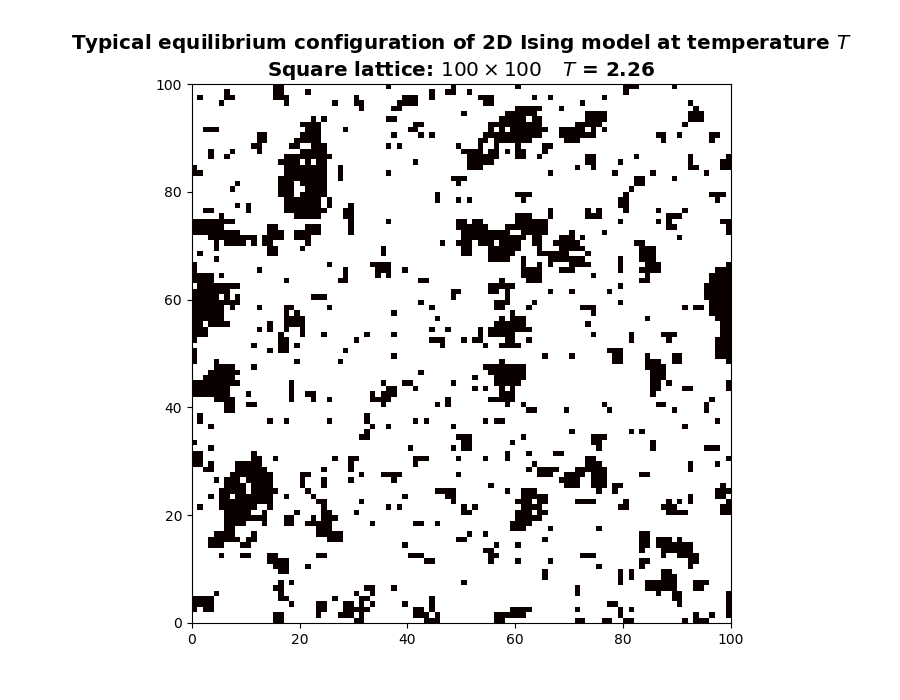 Typical equilibrium configuration of 2D Ising model at temperature T
Square lattice: 100 × 100 T = 2.26
100
80
60
40
20
0
0 20 40 60 80 100